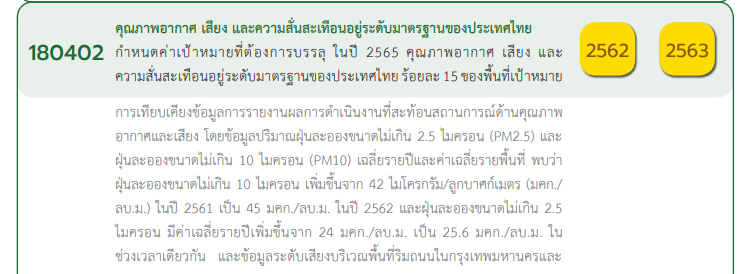 คุณภาพอากาศ เสียง และความสั่นสะเทือนอยู่ระดับมาตรฐานของประเทศไทย
180402 กำหนดค่าเป้าหมายที่ต้องการบรรลุ ในปี 2565 คุณภาพอากาศ เสียง และ 2562 2563
ความสั่นสะเทือนอยู่ระดับมาตรฐานของประเทศไทย ร้อยละ 15 ของพื้นที่เป้าหมาย
การเทียบเคียงข้อมูลการรายงานผลการดำเนินงานที่สะท้อนสถานการณ์ด้านคุณภาพ
อากาศและเสียง โดยข้อมูลปริมาณฝุ่นละอองขนาดไม่เกิน 2.5 ไมครอน (PM2.5) และ
ฝุ่นละอองขนาดไม่เกิน 10 ไมครอน (PM10) เฉลี่ยรายปีและค่าเฉลี่ยรายพื้นที่ พบว่า
ฝุ่นละอองขนาดไม่เกิน 10 ไมครอน เพิ่มขึ้นจาก 42 ไมโครกรัม/ลูกบาศก์เมตร (มคก./
ลบ.ม.) ในปี 2561 เป็น 45 มคก./ลบ.ม. ในปี 2562 และฝุ่นละอองขนาดไม่เกิน 2.5
ไมครอน มีค่าเฉลี่ยรายปีเพิ่มขึ้นจาก 24 มคก./ลบ.ม. เป็น 25.6 มคก./ลบ.ม. ใน
ช่วงเวลาเดียวกัน และข้อมูลระดับเสียงบริเวณพื้นที่ริมถนนในกรุงเทพมหานครและ